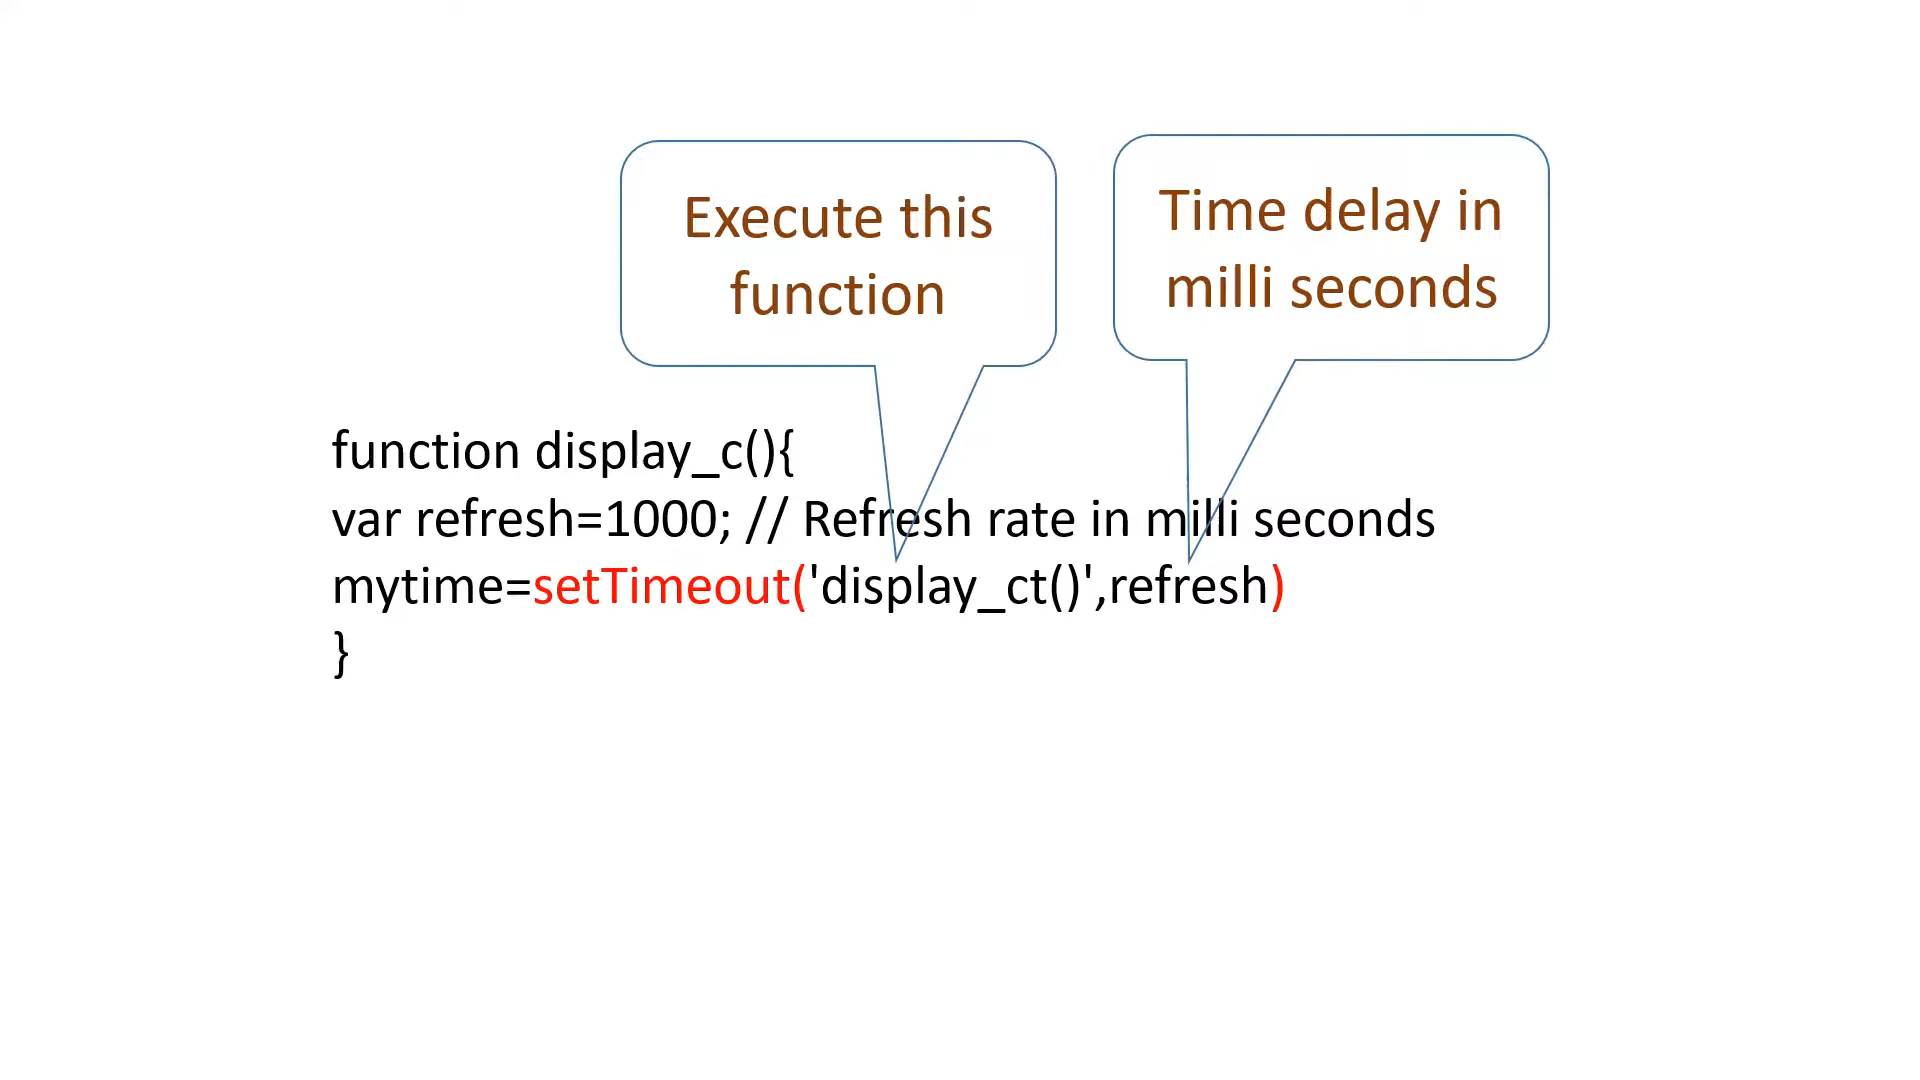 Execute this
function
Time delay in
milli seconds
function display_c(){
var refresh=1000; // Refresh rate in milli seconds
mytime=setTimeout('display_ct()',refresh)
}